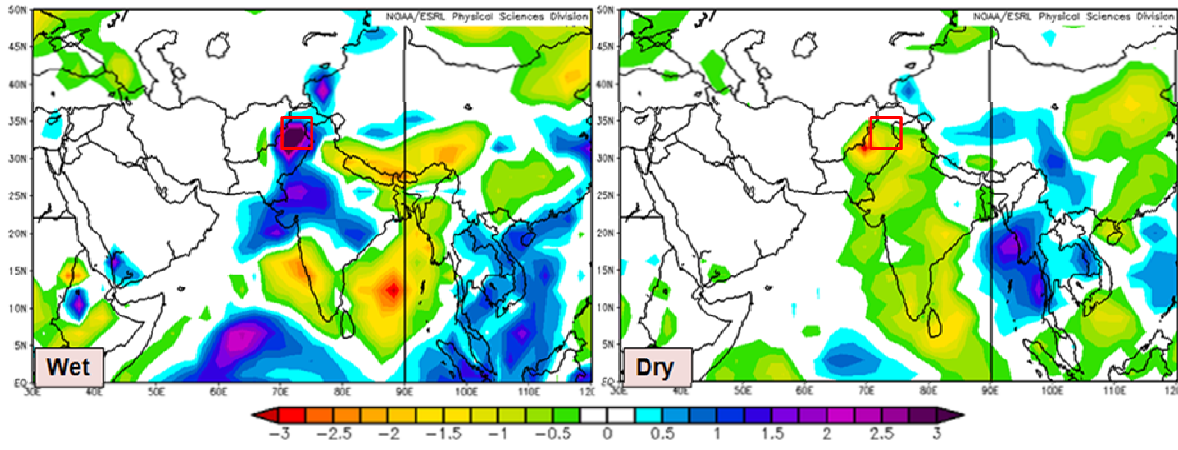 NOAA/ESRL Physical Sciences Division
50N
45N
40N
35N
30N
25N
20N
15N
10N
5N
EQ
Wet
30E 40E 50E 60E 70E 80E 90E 100E 110E
NOAA/ESRL Physical Sciences Division
50N
45N
40N
35N
30N
25N
20N
15N
10N
5N
EQ
Dry
40E 50E 60E 70E 80E 90E 100E 110E
-3 -2.5 -2 -1.5 -1 -0.5 0 0.5 1 1.5 2 2.5 3